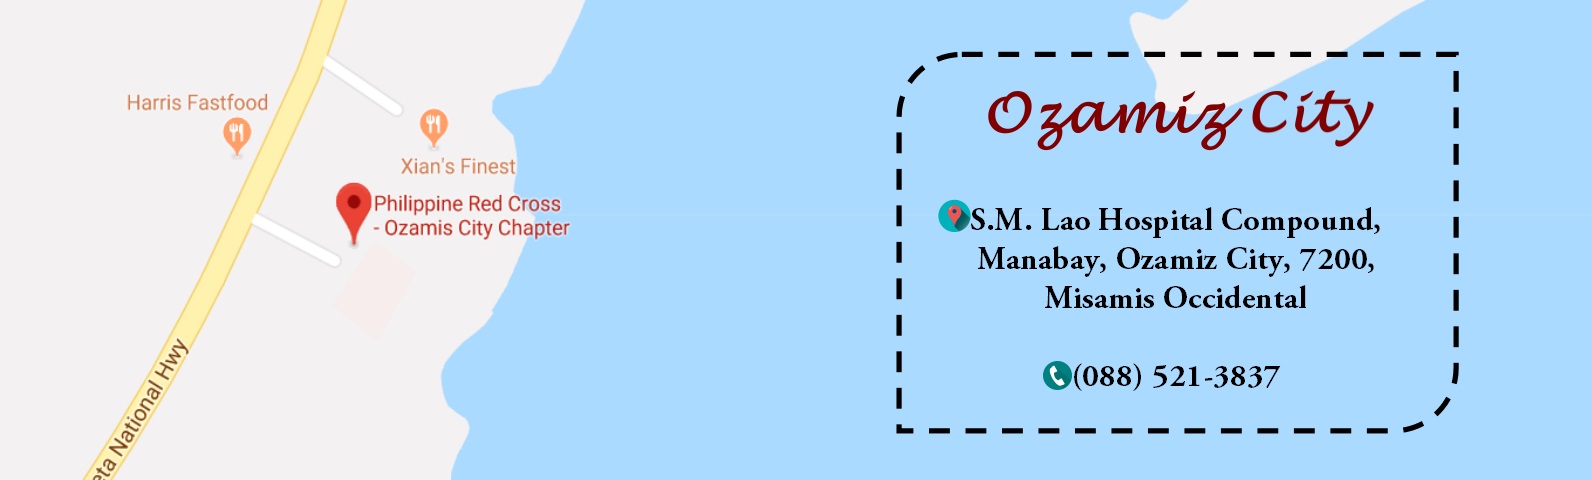 Harris Fastfood
Xian's Finest
Philippine Red Cross
- Ozamis City Chapter
eta National Hwy
Ozamiz City
S.M. Lao Hospital Compound,
Manabay, Ozamiz City, 7200,
Misamis Occidental
(088) 521-3837